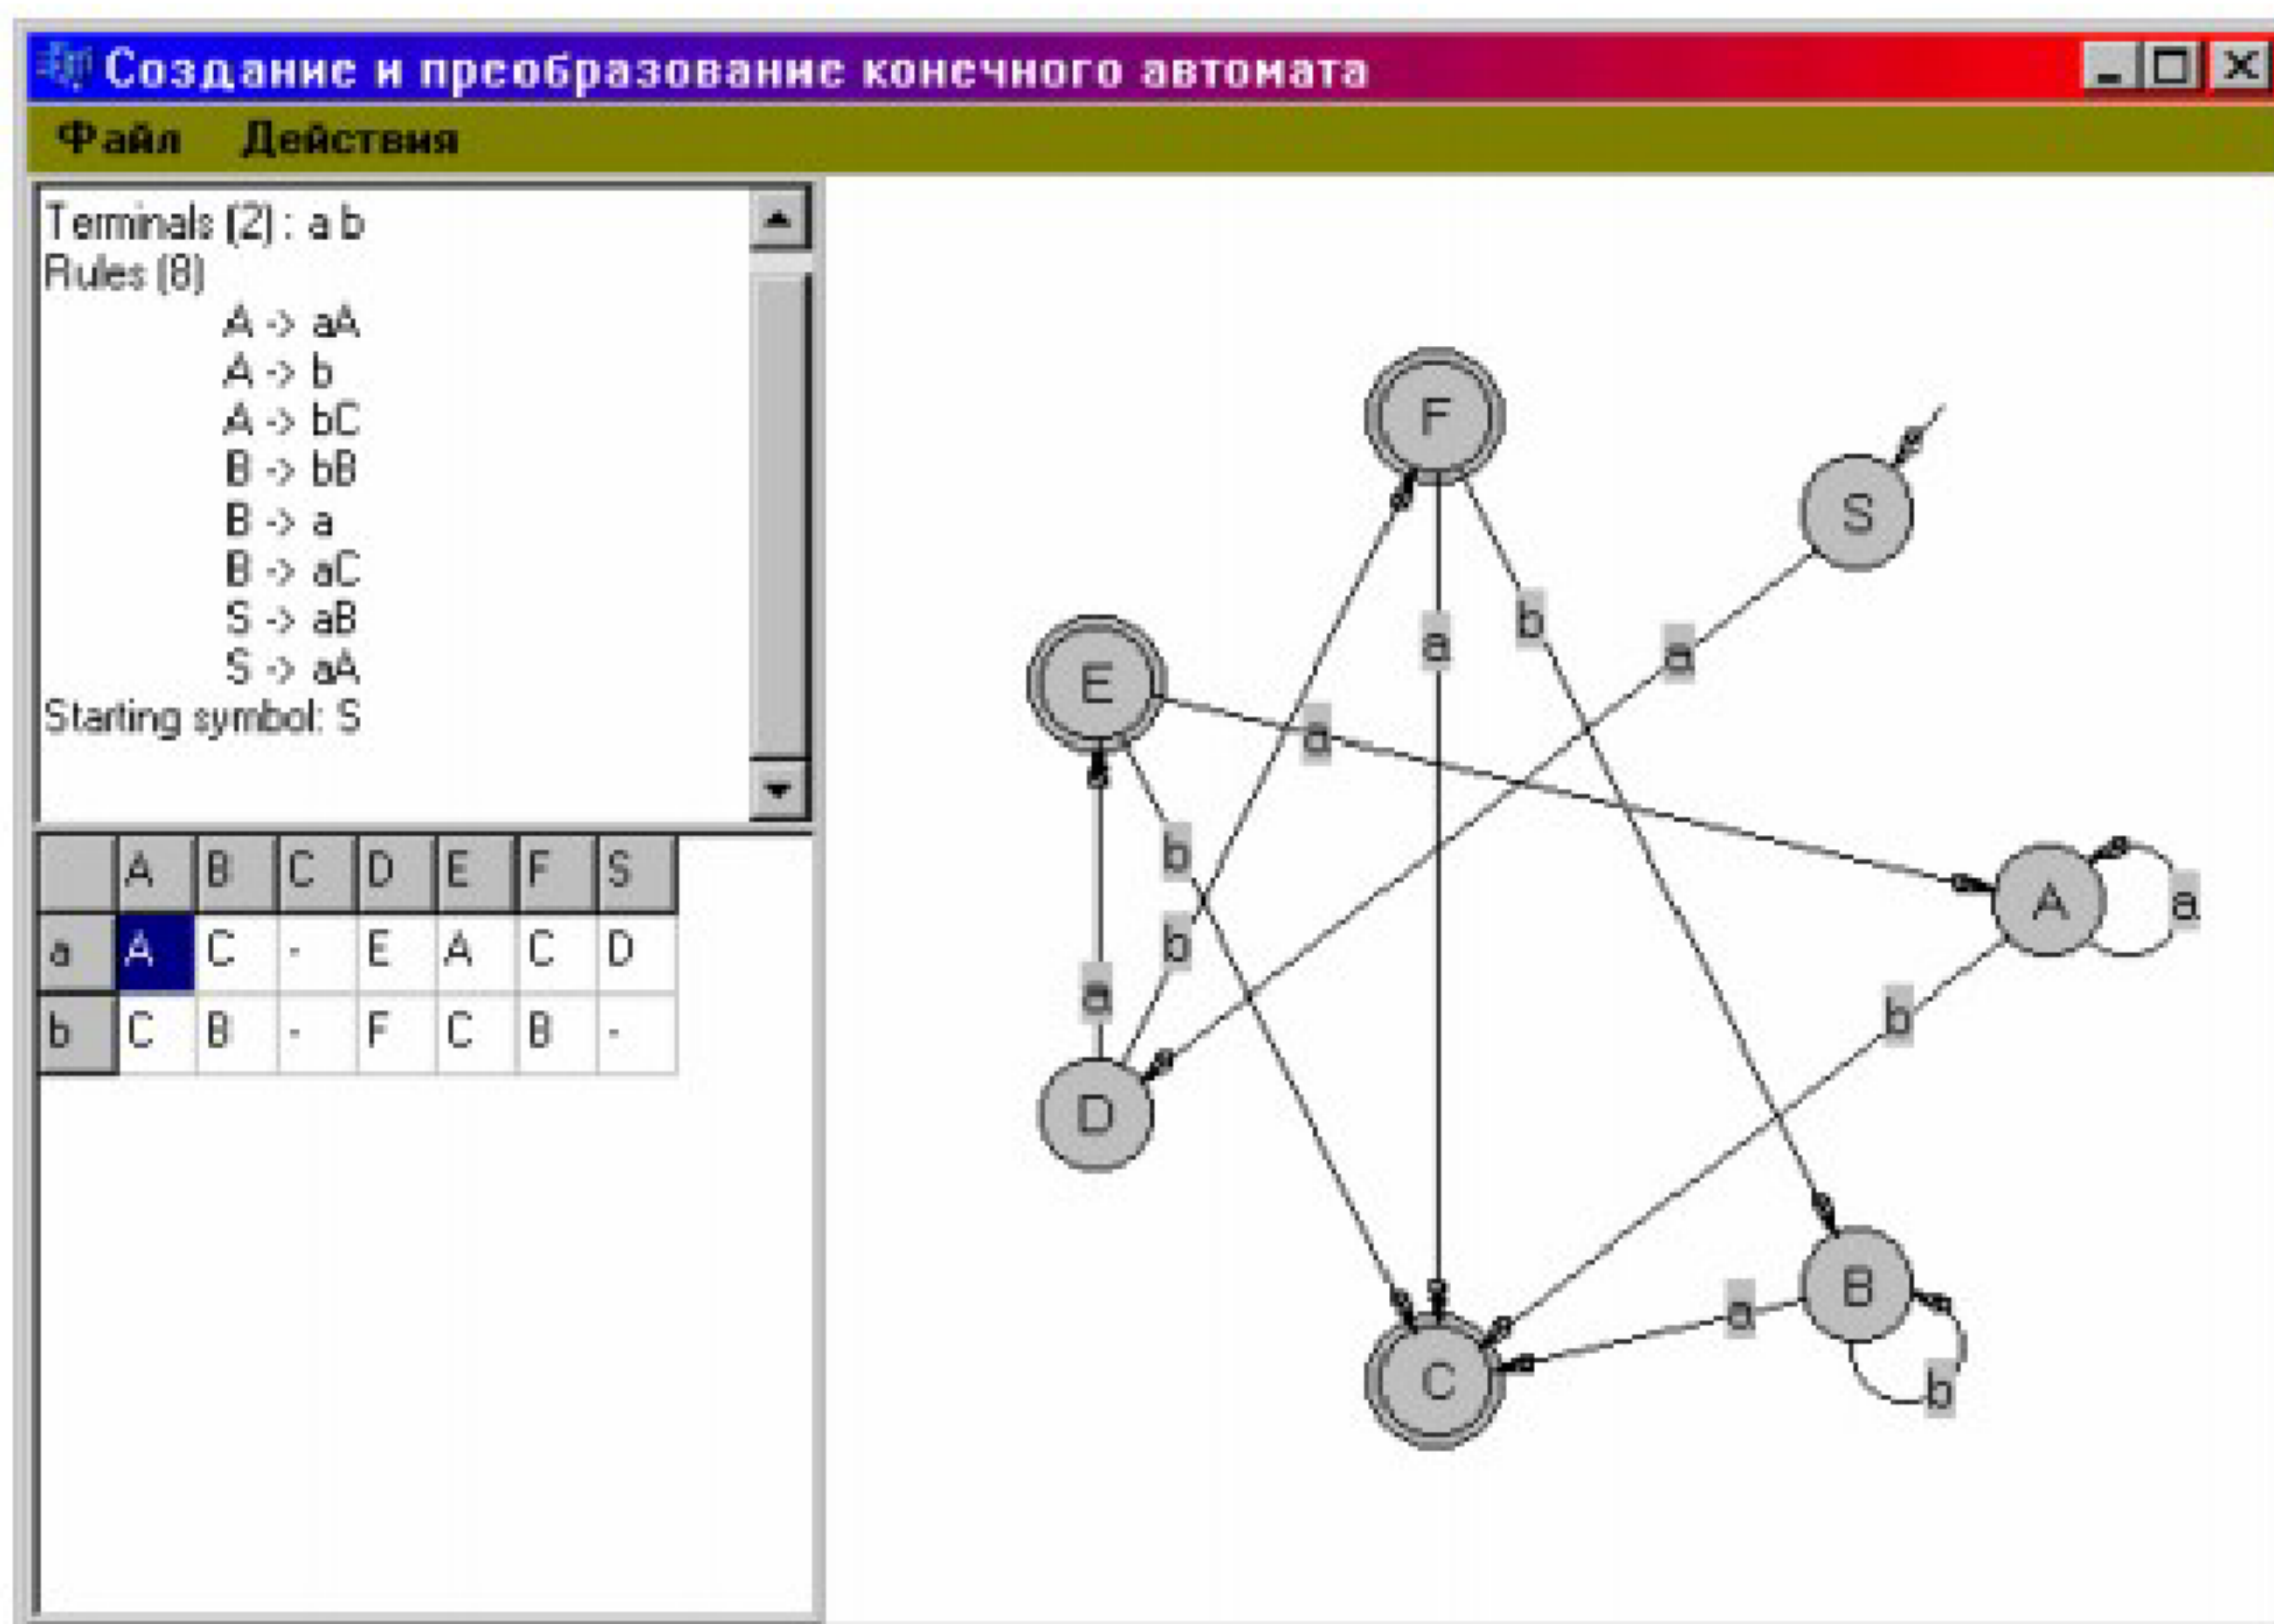 Создание и преобразование конечного автомата
Файл Действия
Terminals (2) : a b
Rules (8)
A -> aA
A -> b
A -> bC
B -> bB
B -> a
B -> aC
S -> aB
S -> aA
Starting symbol: S
A B C D E F S
a A C - E A C D
b C B - F C B -
F
S
b
a
a
E
a
b
A
a
b
a
b
D
B
a
C
b